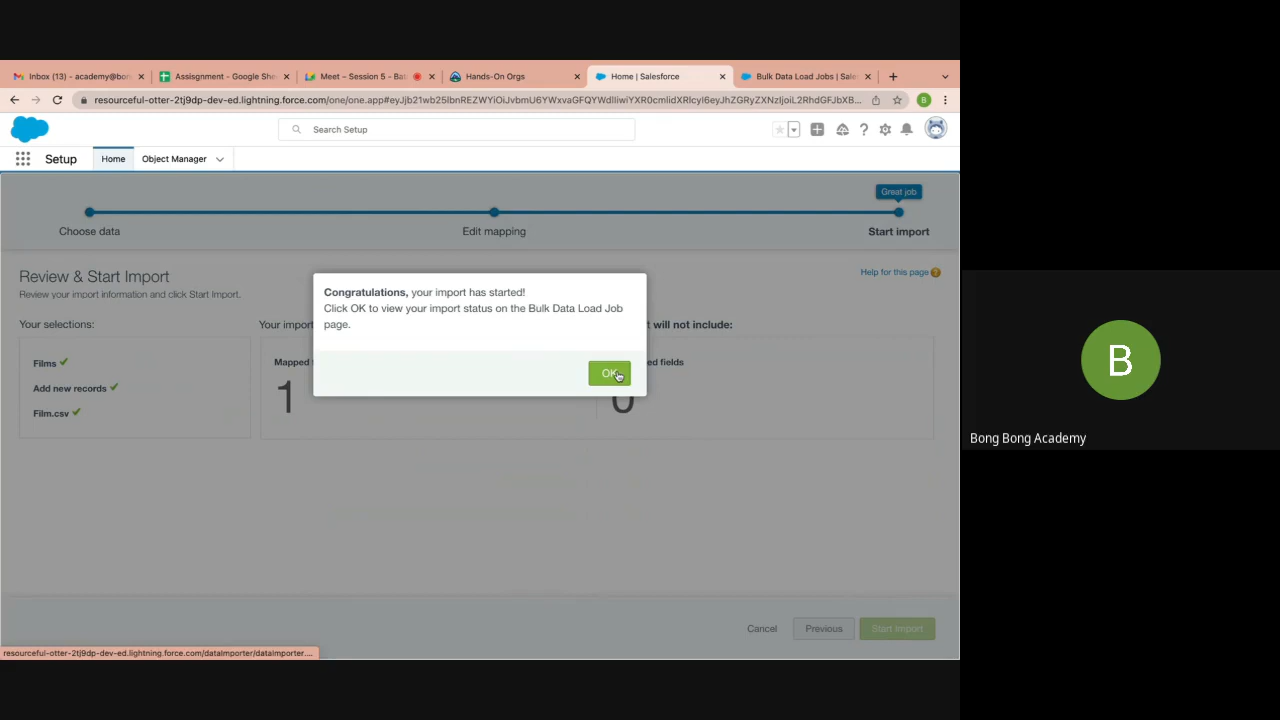 Inbox (13) - academy@bon
Assisgnment - Google She
Meet – Session 5 - Bat
Hands-On Orgs
Home | Salesforce
Bulk Data Load Jobs | Sale
resourceful-otter-2tj9dp-dev-ed.lightning.force.com/one/one.app#
Search Setup
Setup
Home
Object Manager
Great job
Choose data
Edit mapping
Start import
Review & Start Import
Help for this page
Review your import information and click Start Import.
Congratulations, your import has started!
Click OK to view your import status on the Bulk Data Load Job
page.
OK
Your selections:
Your import
t will not include:
Films
Mapped
ed fields
Add new records
1
0
Film.csv
B
Bong Bong Academy
Cancel
Previous
Start Import
resourceful-otter-2tj9dp-dev-ed.lightning.force.com/dataImporter/dataimporter....